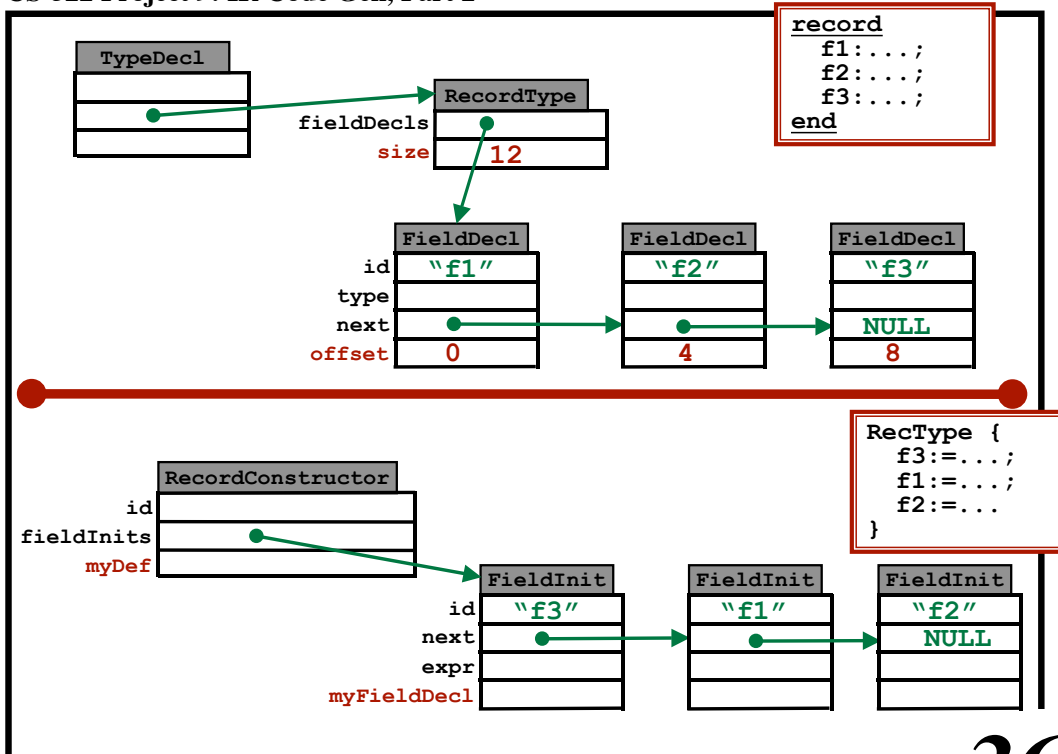 TypeDecl
record
f1:...;
f2:...;
f3:...;
end
RecordType
fieldDecls
size 12
FieldDecl FieldDecl FieldDecl
id “f1” “f2” “f3”
type
next NULL
offset 0 4 8
RecType {
f3:=...;
f1:=...;
f2:=...
}
RecordConstructor
id
fieldInits
myDef
FieldInit FieldInit FieldInit
id “f3” “f1” “f2”
next NULL
expr
myFieldDecl